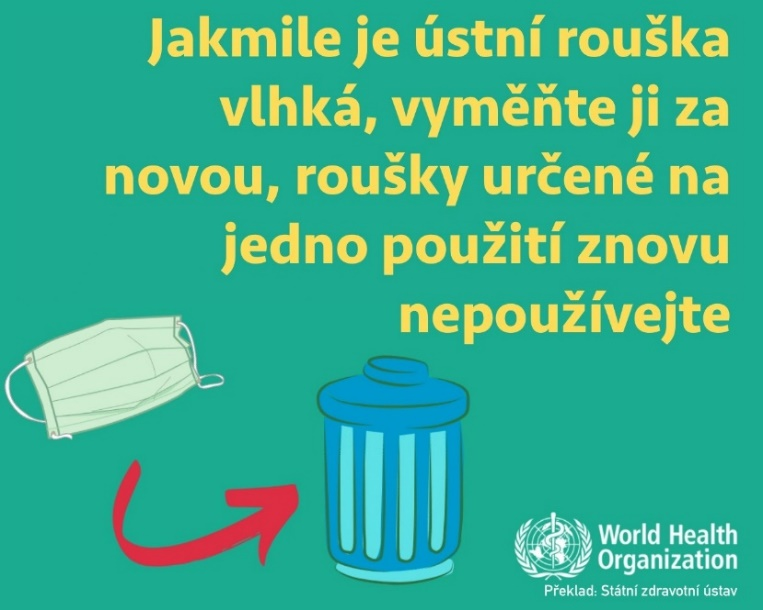 Jakmile je ústní rouška
vlhká, vyměňte ji za
novou, roušky určené na
jedno použití znovu
nepoužívejte
World Health
Organization
Překlad: Státní zdravotní ústav